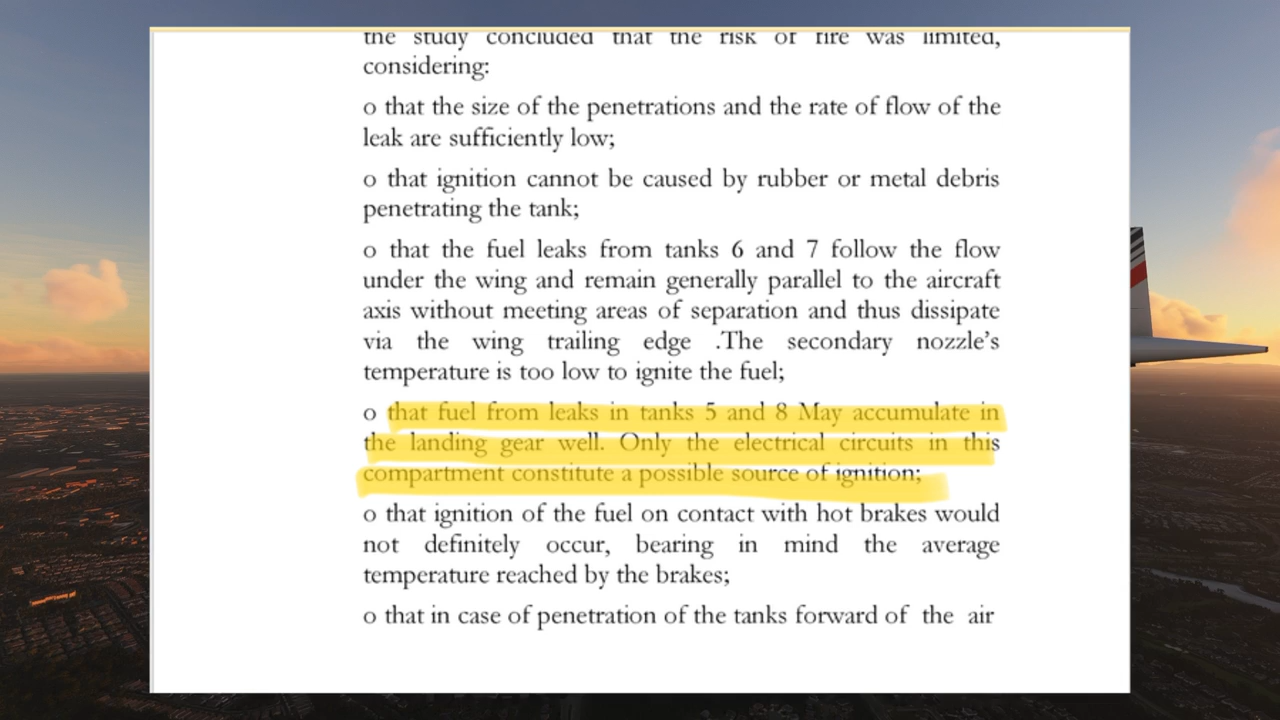 the study concluded that the risk of fire was limited,
considering:
o that the size of the penetrations and the rate of flow of the
leak are sufficiently low;
o that ignition cannot be caused by rubber or metal debris
penetrating the tank;
o that the fuel leaks from tanks 6 and 7 follow the flow
under the wing and remain generally parallel to the aircraft
axis without meeting areas of separation and thus dissipate
via the wing trailing edge .The secondary nozzle's
temperature is too low to ignite the fuel;
o that fuel from leaks in tanks 5 and 8 May accumulate in
the landing gear well. Only the electrical circuits in this
compartment constitute a possible source of ignition;
o that ignition of the fuel on contact with hot brakes would
not definitely occur, bearing in mind the average
temperature reached by the brakes;
o that in case of penetration of the tanks forward of the air